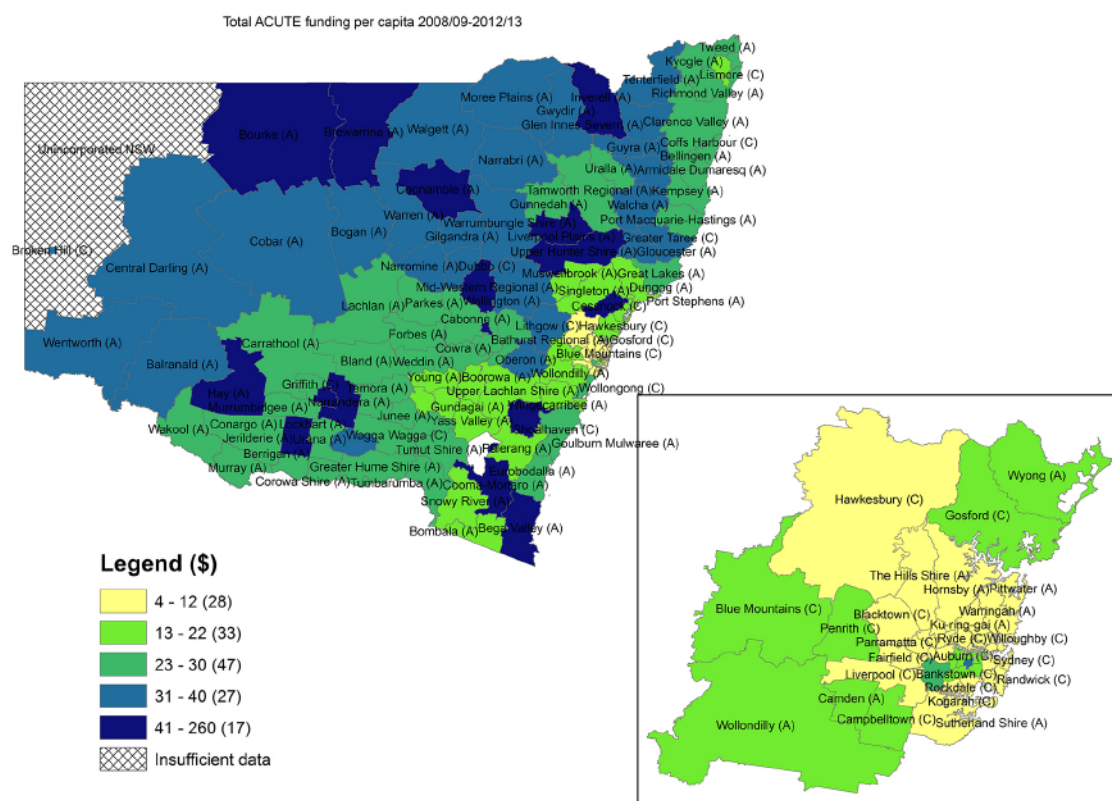 Total ACUTE funding per capita 2008/09-2012/13
Tweed (A)
Kyogle (A)
Lismore (C)
Tenterfield (A)
Richmond Valley (A)
Moree Plains (A)
Inverell (A)
Gwydir (A)
Glen Innes Severn (A)
Clarence Valley (A)
Bourke (A)
Brewarrina (A)
Walgett (A)
Coffs Harbour (C)
Guyra (A)
Bellingen (A)
Unincorporated NSW
Narrabri (A)
Uralla (A)
Armidale Dumaresq (A)
Coonamble (A)
Tamworth Regional (A)
Kempsey (A)
Gunnedah (A)
Walcha (A)
Warren (A)
Warrumbungle Shire (A)
Port Macquarie-Hastings (A)
Cobar (A)
Bogan (A)
Gilgandra (A)
Liverpool Plains (A)
Greater Taree (C)
Broken Hill (C)
Upper Hunter Shire (A)
Gloucester (A)
Central Darling (A)
Narromine (A)
Dubbo (C)
Muswellbrook (A)
Great Lakes (A)
Mid-Western Regional (A)
Singleton (A)
Dungog (A)
Lachlan (A)
Parkes (A)
Wellington (A)
Cessnock (C)
Port Stephens (A)
Cabonne (A)
Wentworth (A)
Forbes (A)
Lithgow (C)
Hawkesbury (C)
Carrathool (A)
Cowra (A)
Bathurst Regional (A)
Gosford (C)
Balranald (A)
Bland (A)
Weddin (A)
Oberon (A)
Blue Mountains (C)
Griffith (C)
Temora (A)
Young (A)
Boorowa (A)
Wollondilly (A)
Hay (A)
Upper Lachlan Shire (A)
Wollongong (C)
Murrumbidgee (A)
Narrandera (A)
Gundagai (A)
Wingecarribee (A)
Conargo (A)
Lockhart (A)
Junee (A)
Yass Valley (A)
Wakool (A)
Jerilderie (A)
Urana (A)
Wagga Wagga (C)
Shoalhaven (C)
Berrigan (A)
Tumut Shire (A)
Palerang (A)
Goulburn Mulwaree (A)
Murray (A)
Greater Hume Shire (A)
Eurobodalla (A)
Corowa Shire (A)
Tumbarumba (A)
Cooma-Monaro (A)
Snowy River (A)
Bombala (A)
Bega Valley (A)
Legend ($)
4 - 12 (28)
13 - 22 (33)
23 - 30 (47)
31 - 40 (27)
41 - 260 (17)
Insufficient data
Wyong (A)
Hawkesbury (C)
Gosford (C)
The Hills Shire (A)
Hornsby (A)
Pittwater (A)
Blue Mountains (C)
Blacktown (C)
Warringah (A)
Penrith (C)
Ku-ring-gai (A)
Parramatta (C)
Ryde (C)
Willoughby (C)
Fairfield (C)
Auburn (C)
Sydney (C)
Liverpool (C)
Bankstown (C)
Randwick (C)
Rockdale (C)
Camden (A)
Kogarah (C)
Wollondilly (A)
Campbelltown (C)
Sutherland Shire (A)